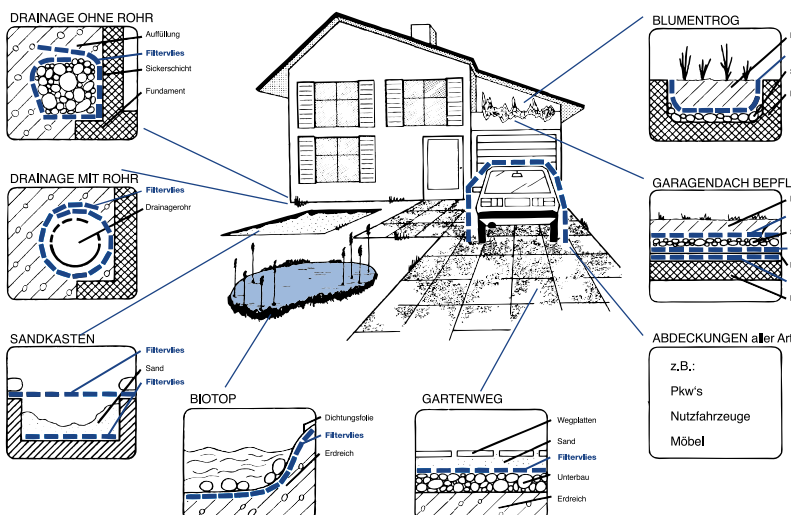 DRAINAGE OHNE ROHR
Auffüllung
Filtervlies
Sickerschicht
Fundament
DRAINAGE MIT ROHR
Filtervlies
Drainagerohr
SANDKASTEN
Filtervlies
Sand
Filtervlies
BIOTOP
Dichtungsfolie
Filtervlies
Erdreich
GARTENWEG
Wegplatten
Sand
Filtervlies
Unterbau
Erdreich
BLUMENTROG
GARAGENDACH BEPFL
ABDECKUNGEN aller Art
z.B.:
Pkw's
Nutzfahrzeuge
Möbel